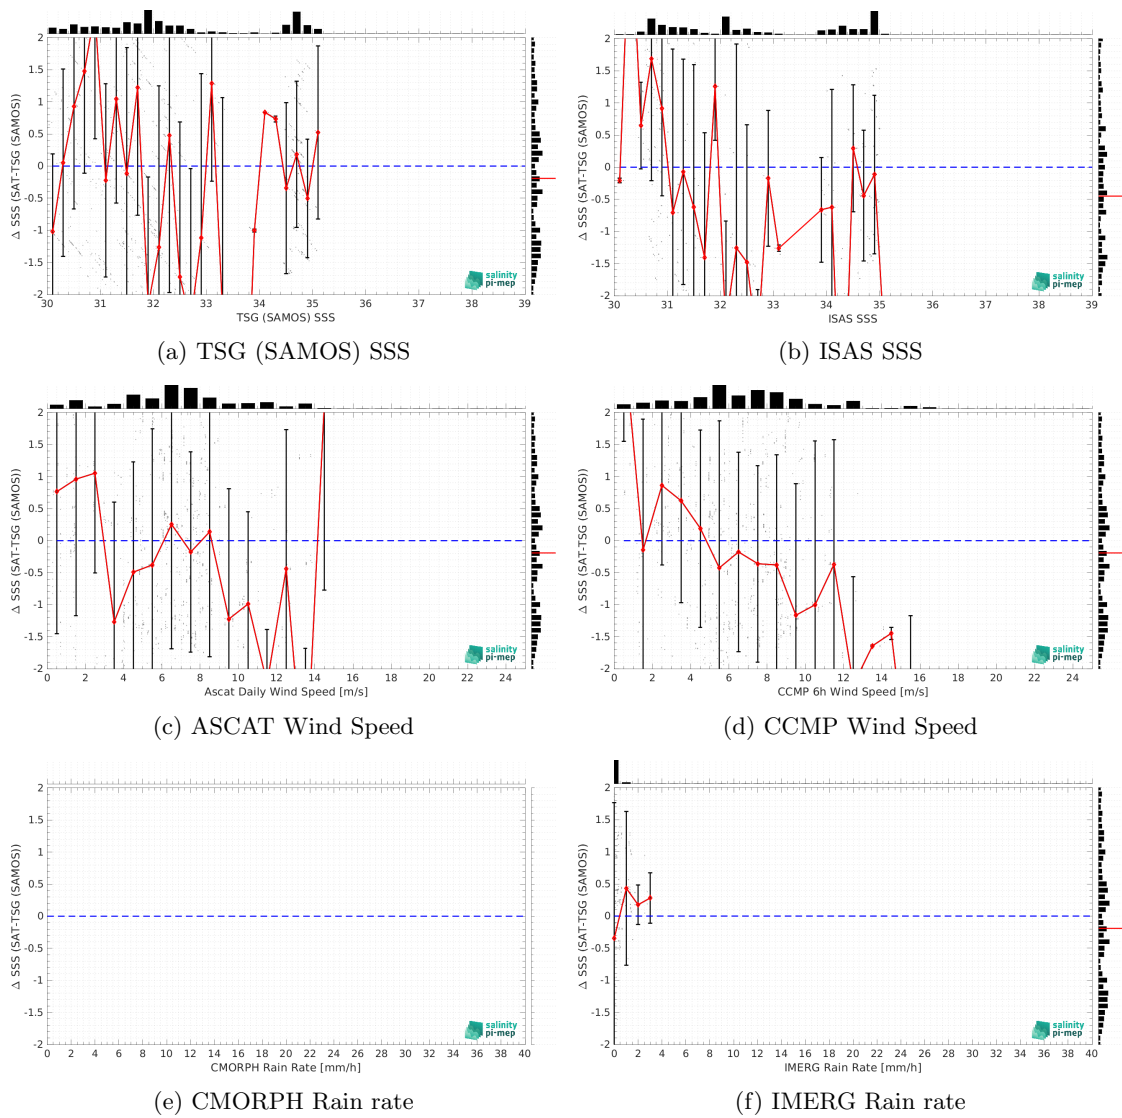 2
1.5
1
0.5
0
-0.5
-1
-1.5
-2
Δ SSS (SAT-TSG (SAMOS))
30 31 32 33 34 35 36 37 38 39
TSG (SAMOS) SSS
salinity
pi-mep
(a) TSG (SAMOS) SSS
2
1.5
1
0.5
0
-0.5
-1
-1.5
-2
Δ SSS (SAT-TSG (SAMOS))
30 31 32 33 34 35 36 37 38 39
ISAS SSS
salinity
pi-mep
(b) ISAS SSS
2
1.5
1
0.5
0
-0.5
-1
-1.5
-2
Δ SSS (SAT-TSG (SAMOS))
0 2 4 6 8 10 12 14 16 18 20 22 24
Ascat Daily Wind Speed [m/s]
salinity
pi-mep
(c) ASCAT Wind Speed
2
1.5
1
0.5
0
-0.5
-1
-1.5
-2
Δ SSS (SAT-TSG (SAMOS))
0 2 4 6 8 10 12 14 16 18 20 22 24
CCMP 6h Wind Speed [m/s]
salinity
pi-mep
(d) CCMP Wind Speed
2
1.5
1
0.5
0
-0.5
-1
-1.5
-2
Δ SSS (SAT-TSG (SAMOS))
0 2 4 6 8 10 12 14 16 18 20 22 24 26 28 30 32 34 36 38 40
CMORPH Rain Rate [mm/h]
salinity
pi-mep
(e) CMORPH Rain rate
2
1.5
1
0.5
0
-0.5
-1
-1.5
-2
Δ SSS (SAT-TSG (SAMOS))
0 2 4 6 8 10 12 14 16 18 20 22 24 26 28 30 32 34 36 38 40
IMERG Rain Rate [mm/h]
salinity
pi-mep
(f) IMERG Rain rate